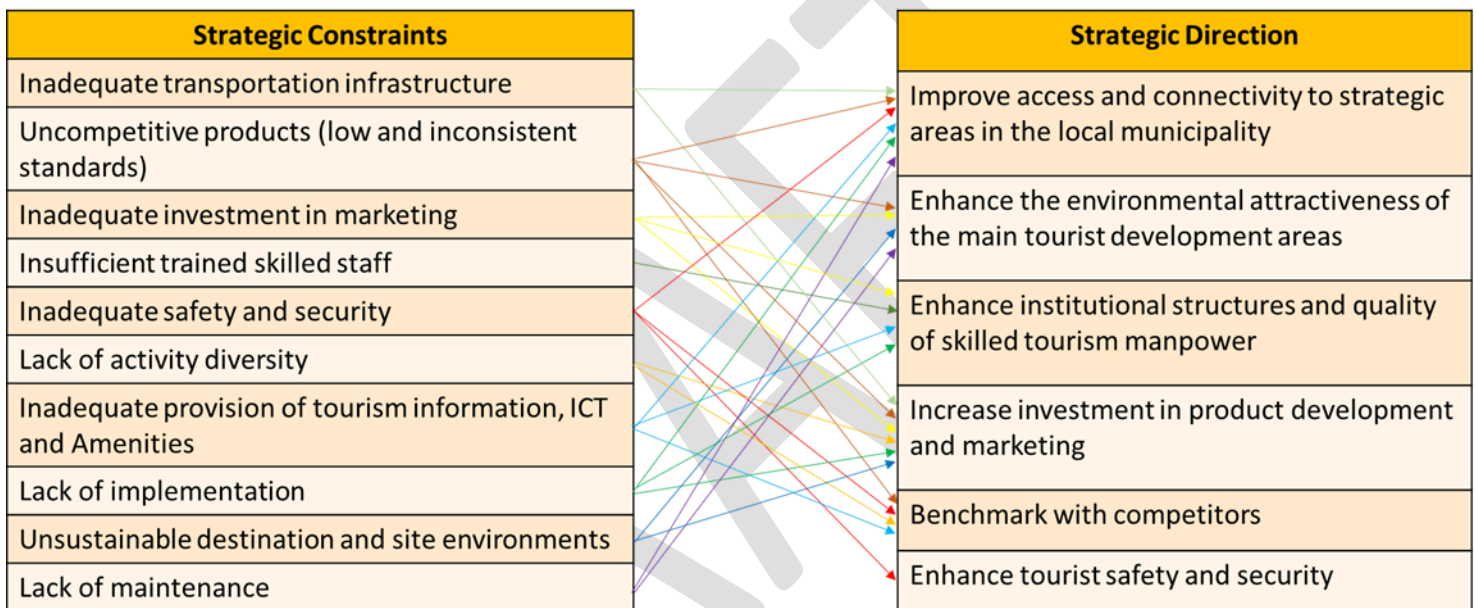 Strategic Constraints
Inadequate transportation infrastructure
Uncompetitive products (low and inconsistent
standards)
Inadequate investment in marketing
Insufficient trained skilled staff
Inadequate safety and security
Lack of activity diversity
Inadequate provision of tourism information, ICT
and Amenities
Lack of implementation
Unsustainable destination and site environments
Lack of maintenance
Strategic Direction
Improve access and connectivity to strategic
areas in the local municipality
Enhance the environmental attractiveness of
the main tourist development areas
Enhance institutional structures and quality
of skilled tourism manpower
Increase investment in product development
and marketing
Benchmark with competitors
Enhance tourist safety and security